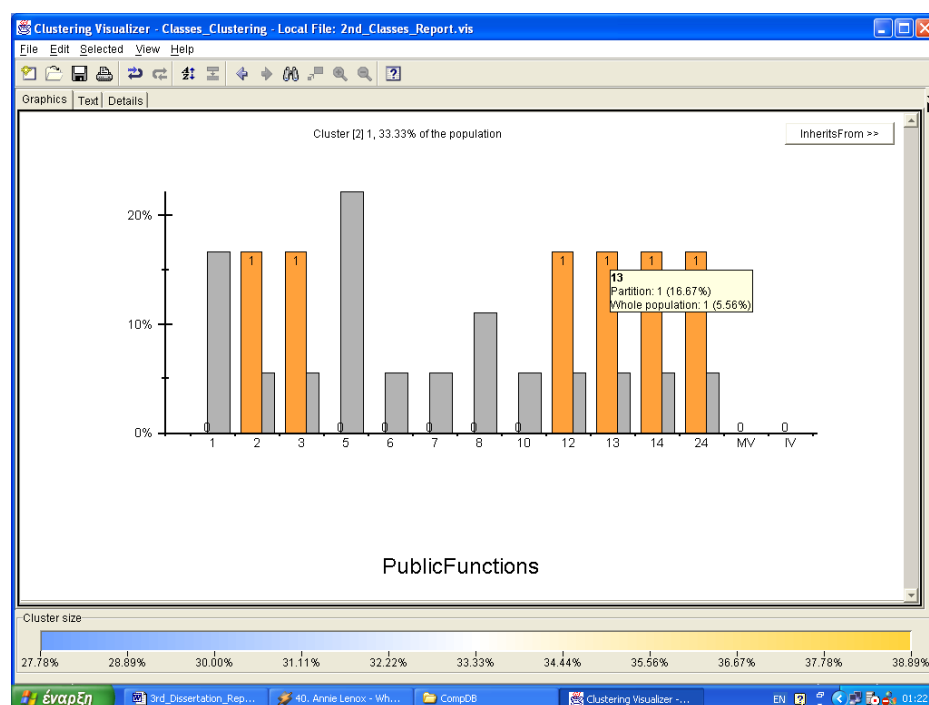 Clustering Visualizer - Classes_Clustering - Local File: 2nd_Classes_Report.vis
File Edit Selected View Help
Graphics Text Details
Cluster [2] 1, 33.33% of the population
InheritsFrom >>
20%
10%
0%
1 1 1 1 1 1
13
Partition: 1 (16.67%)
Whole population: 1 (5.56%)
0 0 0 0 0 0 0 0
1 2 3 5 6 7 8 10 12 13 14 24 MV IV
PublicFunctions
Cluster size
27.78% 28.89% 30.00% 31.11% 32.22% 33.33% 34.44% 35.56% 36.67% 37.78% 38.89%
έναρξη 3rd_Dissertation_Rep... 40. Annie Lenox - Wh... CompDB Clustering Visualizer -... EN 01:22